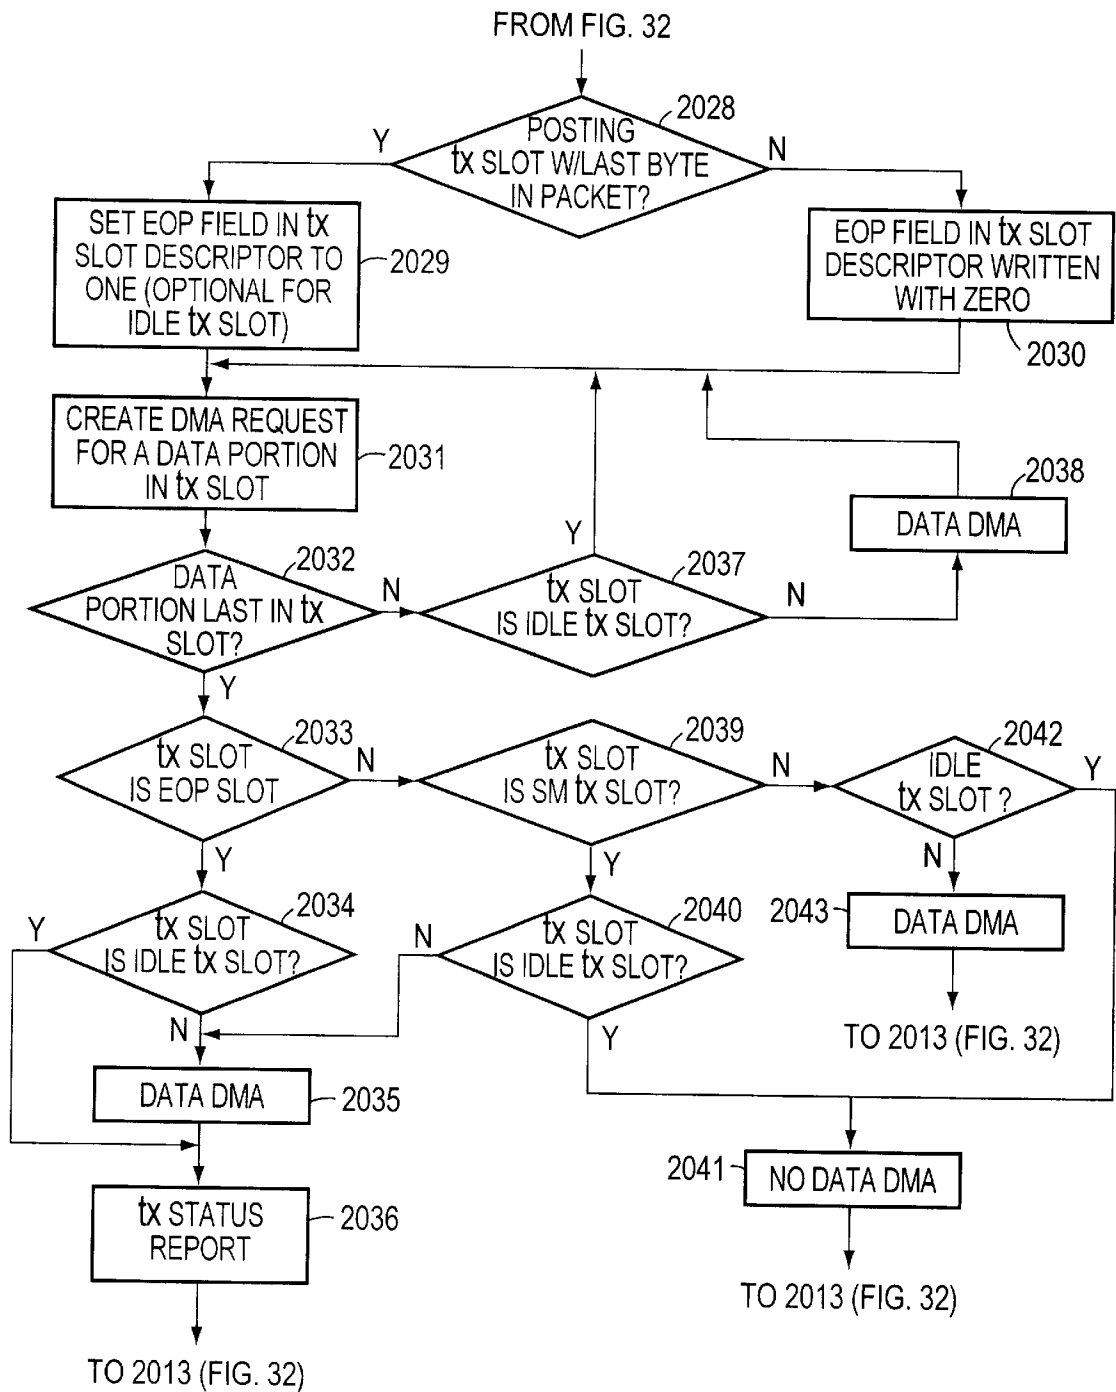 FROM FIG. 32
2028
POSTING
tx SLOT W/LAST BYTE
IN PACKET?
Y
N
SET EOP FIELD IN tx
SLOT DESCRIPTOR TO
ONE (OPTIONAL FOR
IDLE tx SLOT)
2029
EOP FIELD IN tx SLOT
DESCRIPTOR WRITTEN
WITH ZERO
2030
CREATE DMA REQUEST
FOR A DATA PORTION
IN tx SLOT
2031
2038
DATA DMA
2032
DATA
PORTION LAST IN tx
SLOT?
N
Y
Y
2037
tx SLOT
IS IDLE tx SLOT?
N
2033
tx SLOT
IS EOP SLOT
N
Y
2039
tx SLOT
IS SM tx SLOT?
N
Y
2042
IDLE
tx SLOT ?
Y
N
2034
tx SLOT
IS IDLE tx SLOT?
Y
N
2040
tx SLOT
IS IDLE tx SLOT?
N
Y
2043
DATA DMA
TO 2013 (FIG. 32)
DATA DMA
2035
2041
NO DATA DMA
tx STATUS
REPORT
2036
TO 2013 (FIG. 32)
TO 2013 (FIG. 32)